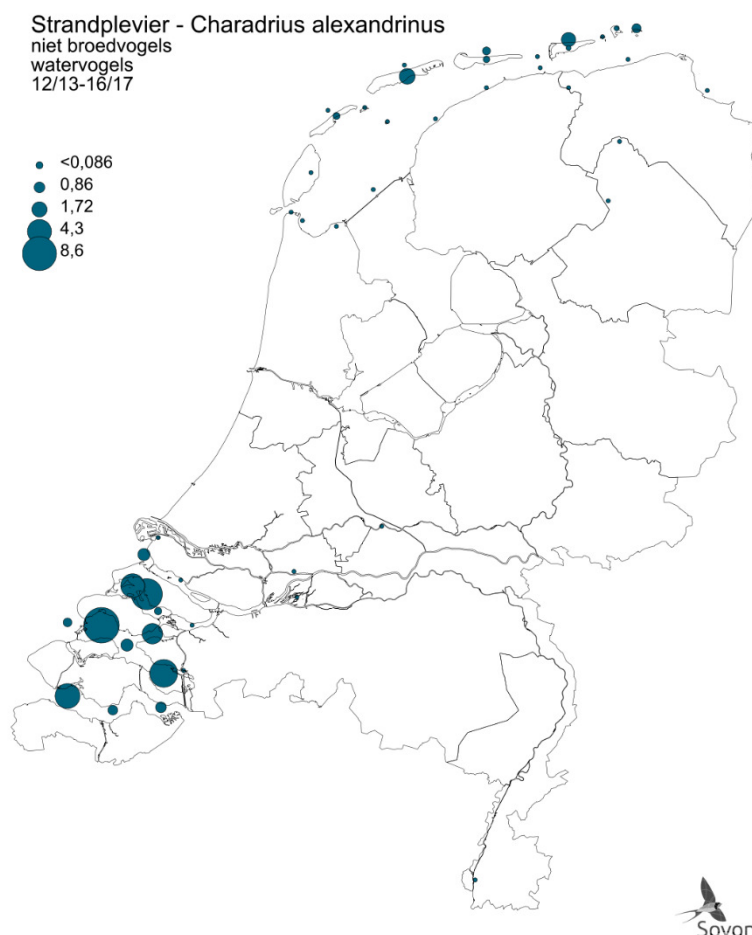 Strandplevier - Charadrius alexandrinus
niet broedvogels
watervogels
12/13-16/17
<0,086
0,86
1,72
4,3
8,6
Sovon